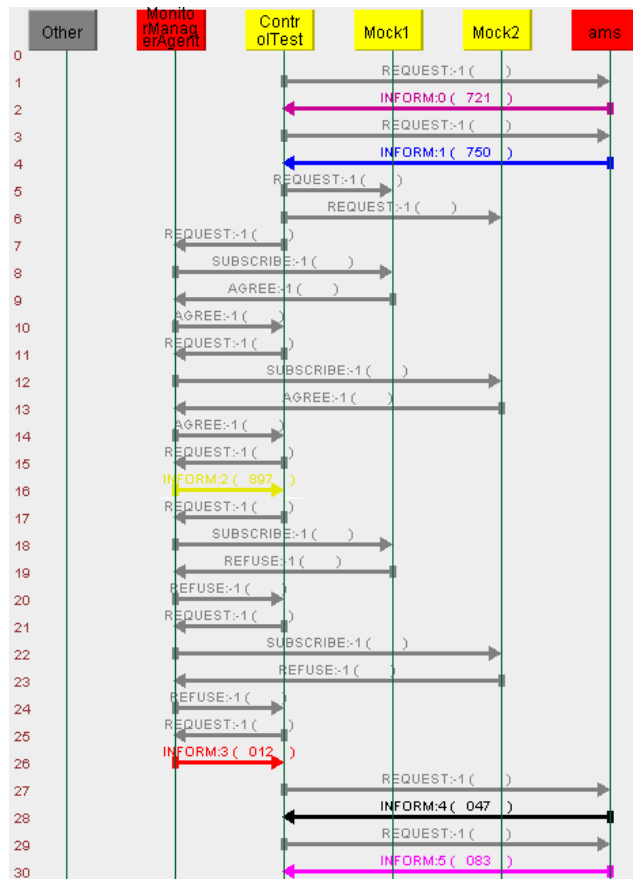 Other
Monito
rManag
erAgent
Contr
olTest
Mock1
Mock2
ams
0
REQUEST:-1 ( )
1
INFORM:0 ( 721 )
2
REQUEST:-1 ( )
3
INFORM:1 ( 750 )
4
REQUEST:-1 ( )
5
REQUEST:-1 ( )
6
REQUEST:-1 ( )
7
SUBSCRIBE:-1 ( )
8
AGREE:-1 ( )
9
AGREE:-1 ( )
10
REQUEST:-1 ( )
11
SUBSCRIBE:-1 ( )
12
AGREE:-1 ( )
13
AGREE:-1 ( )
14
REQUEST:-1 ( )
15
INFORM:2 ( 897 )
16
REQUEST:-1 ( )
17
SUBSCRIBE:-1 ( )
18
REFUSE:-1 ( )
19
REFUSE:-1 ( )
20
REQUEST:-1 ( )
21
SUBSCRIBE:-1 ( )
22
REFUSE:-1 ( )
23
REFUSE:-1 ( )
24
REQUEST:-1 ( )
25
INFORM:3 ( 012 )
26
REQUEST:-1 ( )
27
INFORM:4 ( 047 )
28
REQUEST:-1 ( )
29
INFORM:5 ( 083 )
30